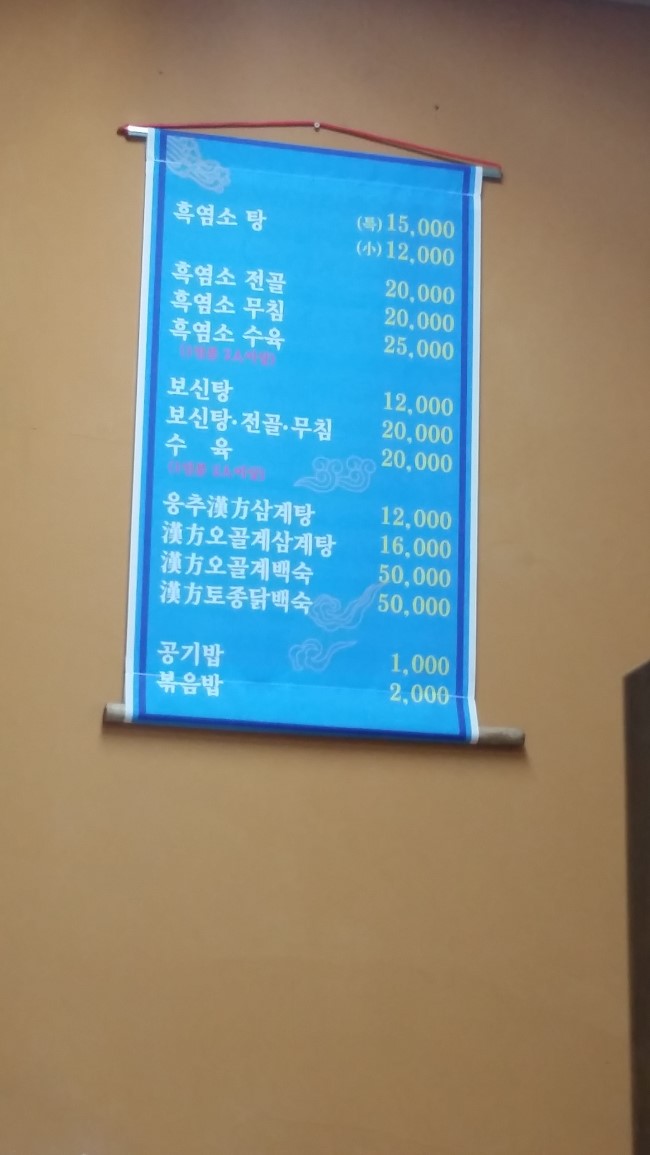 흑염소 탕 (특) 15,000
(小) 12,000
흑염소 전골 20,000
흑염소 무침 20,000
흑염소 수육 25,000
보신탕 12,000
보신탕·전골·무침 20,000
수 육 20,000
웅추漢方삼계탕 12,000
漢方오골계삼계탕 16,000
漢方오골계백숙 50,000
漢方토종닭백숙 50,000
공기밥 1,000
볶음밥 2,000